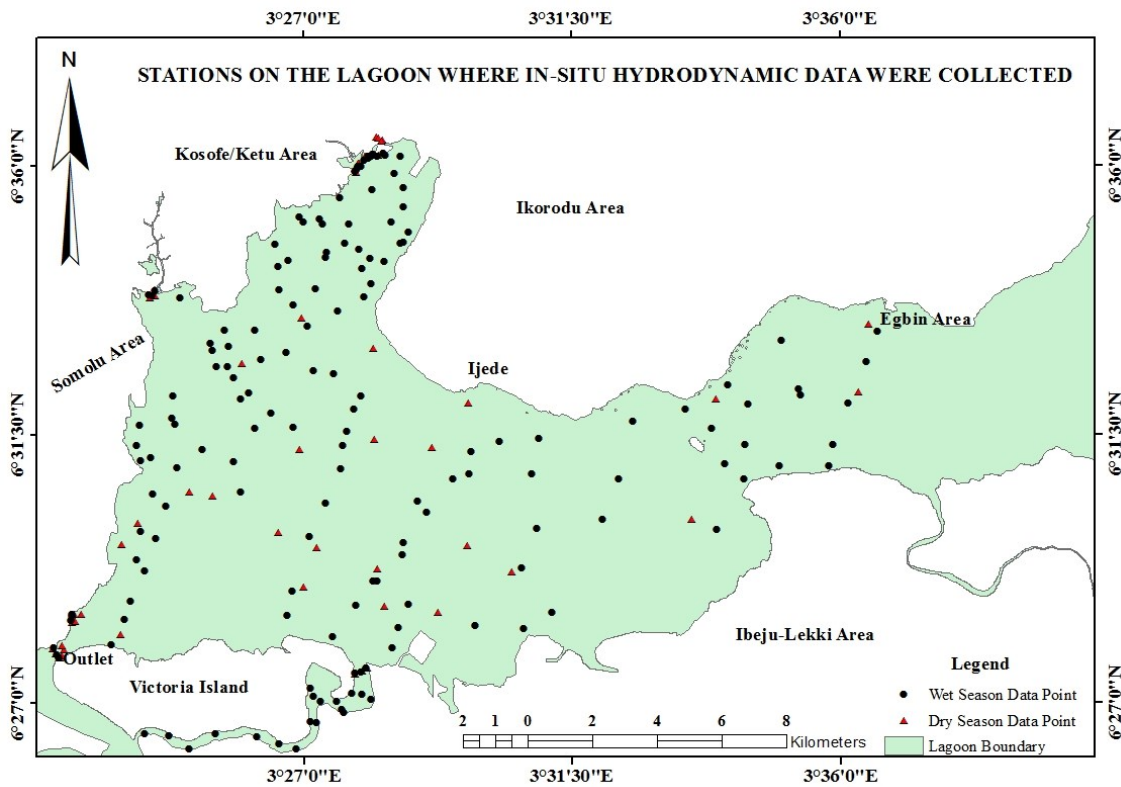 3°27'0"E 3°31'30"E 3°36'0"E
N
STATIONS ON THE LAGOON WHERE IN-SITU HYDRODYNAMIC DATA WERE COLLECTED
Kosofe/Ketu Area
6°36'0"N
6°36'0"N
Ikorodu Area
Egbin Area
Somolu Area
Ijede
6°31'30"N
6°31'30"N
Ibeju-Lekki Area
Outlet
Victoria Island
Legend
Wet Season Data Point
Dry Season Data Point
Lagoon Boundary
6°27'0"N
6°27'0"N
2 1 0 2 4 6 8
Kilometers
3°27'0"E 3°31'30"E 3°36'0"E